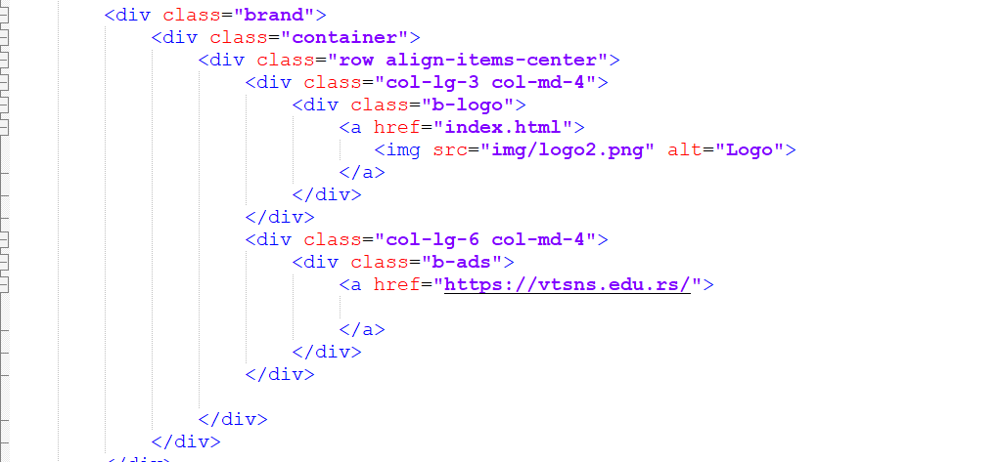 <div class="brand">
<div class="container">
<div class="row align-items-center">
<div class="col-lg-3 col-md-4">
<div class="b-logo">
<a href="index.html">
<img src="img/logo2.png" alt="Logo">
</a>
</div>
</div>
<div class="col-lg-6 col-md-4">
<div class="b-ads">
<a href="https://vtsns.edu.rs/">
</a>
</div>
</div>
</div>
</div>
</div>